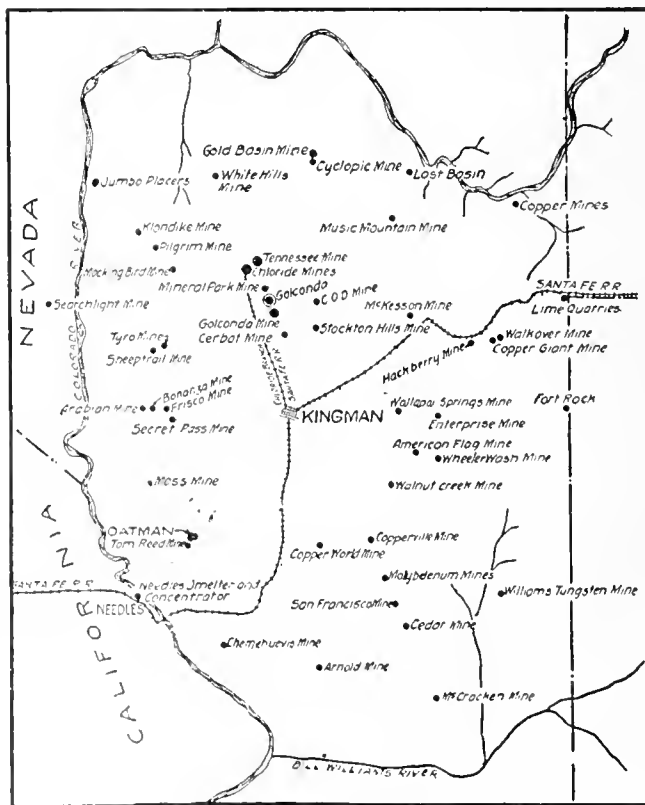 Gold Basin Mine
Cyclopic Mine
Lost Basin
Jumbo Placers
White Hills
Mine
Copper Mines
NEVADA
Klondike Mine
Music Mountain Mine
Pilgrim Mine
Tennessee Mine
Mocking Bird Mine
Chloride Mines
Mineral Park Mine
SANTA FE R.R.
Golconda
C.O.D Mine
Searchlight Mine
McKesson Mine
Lime Quarries
COLORADO RIVER
Golconda Mine
Cerbat Mine
Stockton Hills Mine
Walkover Mine
Tyro Mine
Copper Giant Mine
Sheeptrail Mine
Hackberry Mine
SANTA FE R.R.
Bonanza Mine
Arabian Mine
Frisco Mine
Secret Pass Mine
KINGMAN
Wallapai Springs Mine
Enterprise Mine
Fort Rock
American Flag Mine
Wheeler Wash Mine
Moss Mine
Walnut Creek Mine
OATMAN
Tom Reed Mine
Copperville Mine
Copper World Mine
SANTA FE R.R.
Needles Smelter and
Concentrator
NEEDLES
Molybdenum Mines
Williams Tungsten Mine
San Francisco Mine
CALIFORNIA
Cedar Mine
Chemehuevis Mine
Arnold Mine
McCracken Mine
BILL WILLIAMS RIVER